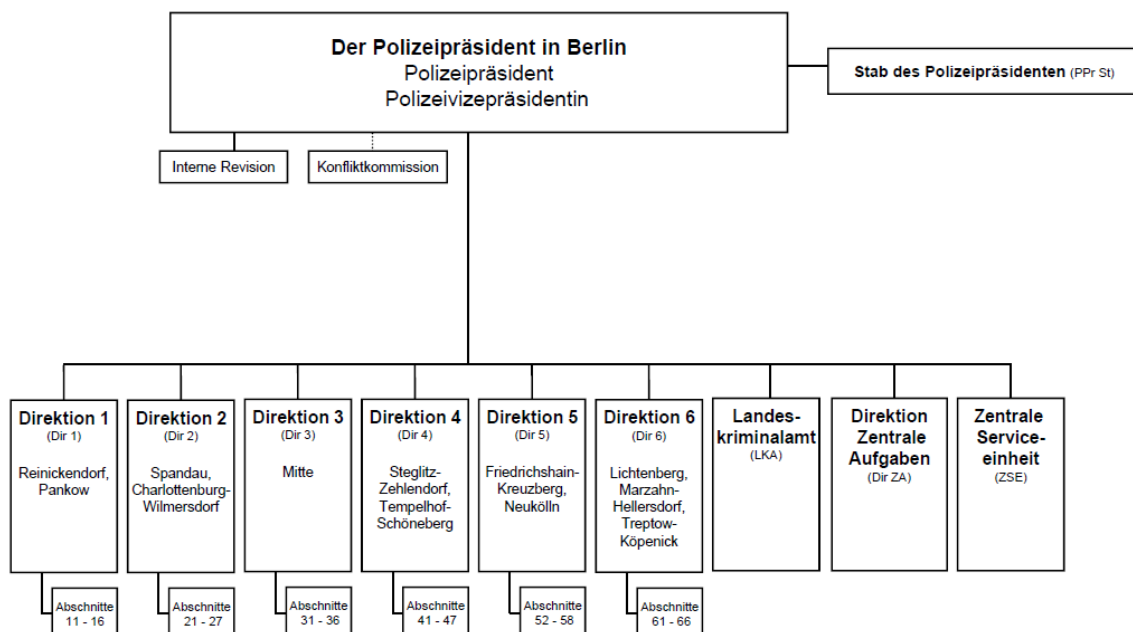 Der Polizeipräsident in Berlin
Polizeipräsident
Polizeivizepräsidentin
Stab des Polizeipräsidenten (PPr St)
Interne Revision
Konfliktkommission
Direktion 1
(Dir 1)
Reinickendorf,
Pankow
Direktion 2
(Dir 2)
Spandau,
Charlottenburg-
Wilmersdorf
Direktion 3
(Dir 3)
Mitte
Direktion 4
(Dir 4)
Steglitz-
Zehlendorf,
Tempelhof-
Schöneberg
Direktion 5
(Dir 5)
Friedrichshain-
Kreuzberg,
Neukölln
Direktion 6
(Dir 6)
Lichtenberg,
Marzahn-
Hellersdorf,
Treptow-
Köpenick
Landes-
kriminalamt
(LKA)
Direktion
Zentrale
Aufgaben
(Dir ZA)
Zentrale
Service-
einheit
(ZSE)
Abschnitte
11 - 16
Abschnitte
21 - 27
Abschnitte
31 - 36
Abschnitte
41 - 47
Abschnitte
52 - 58
Abschnitte
61 - 66